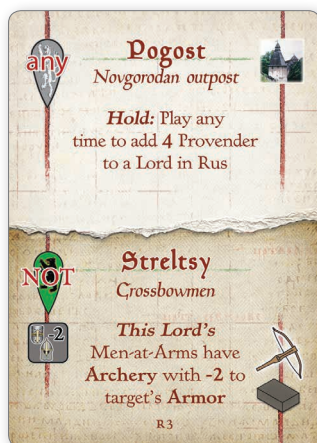 any
Pogost
Novgorodan outpost
Hold: Play any
time to add 4 Provender
to a Lord in Rus
NOT
Streltsy
Crossbowmen
-2
This Lord's
Men-at-Arms have
Archery with -2 to
target's Armor
R3